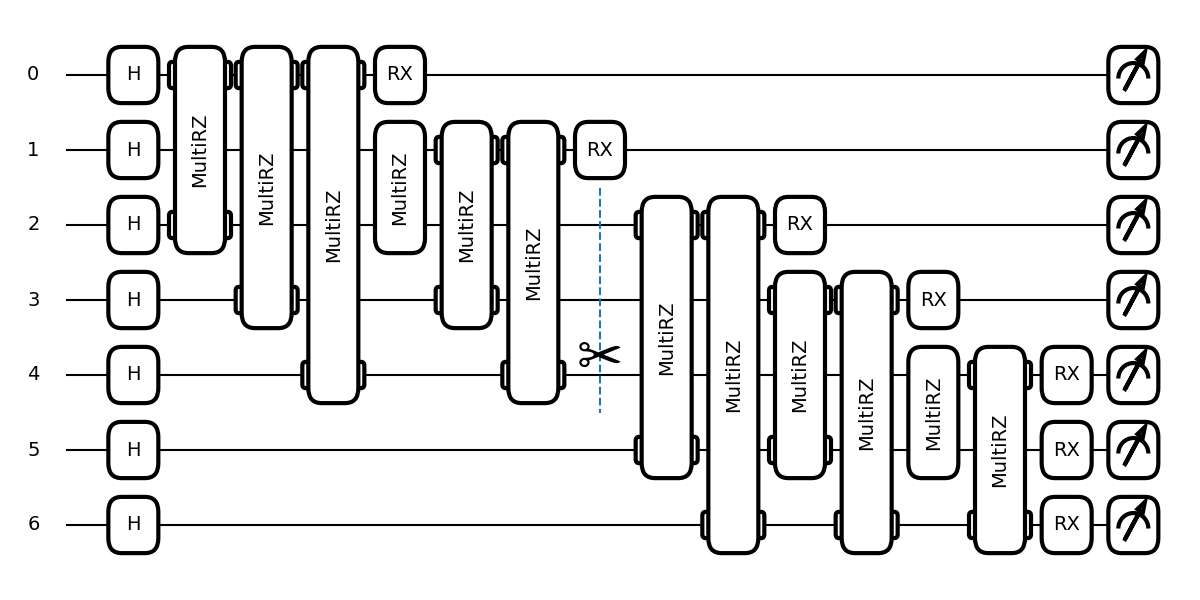 0 H MultiRZ MultiRZ MultiRZ RX
1 H MultiRZ MultiRZ MultiRZ RX
2 H MultiRZ MultiRZ RX
3 H MultiRZ MultiRZ RX
4 H MultiRZ MultiRZ RX
5 H RX
6 H RX